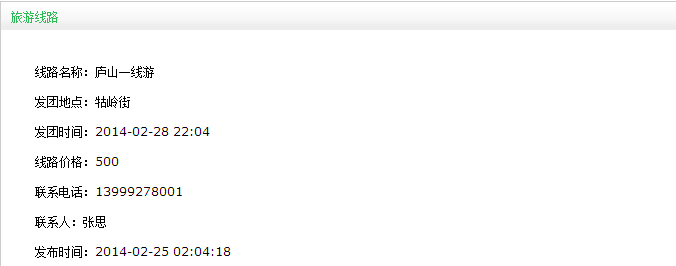 旅游线路
线路名称：庐山一线游
发团地点：牯岭街
发团时间：2014-02-28 22:04
线路价格：500
联系电话：13999278001
联系人：张思
发布时间：2014-02-25 02:04:18